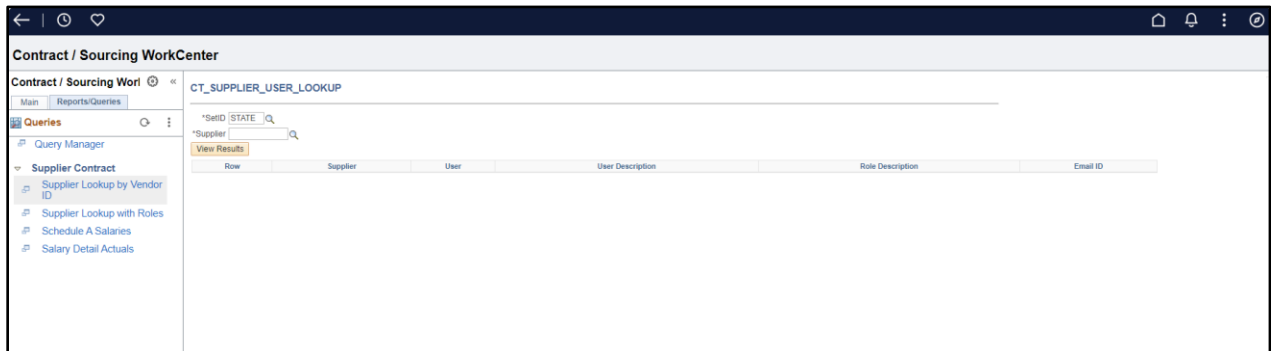 Contract / Sourcing WorkCenter
Contract / Sourcing Worl
Main Reports/Queries
Queries
Query Manager
Supplier Contract
Supplier Lookup by Vendor
ID
Supplier Lookup with Roles
Schedule A Salaries
Salary Detail Actuals
CT_SUPPLIER_USER_LOOKUP
*SetID STATE
*Supplier
View Results
Row Supplier User User Description Role Description Email ID